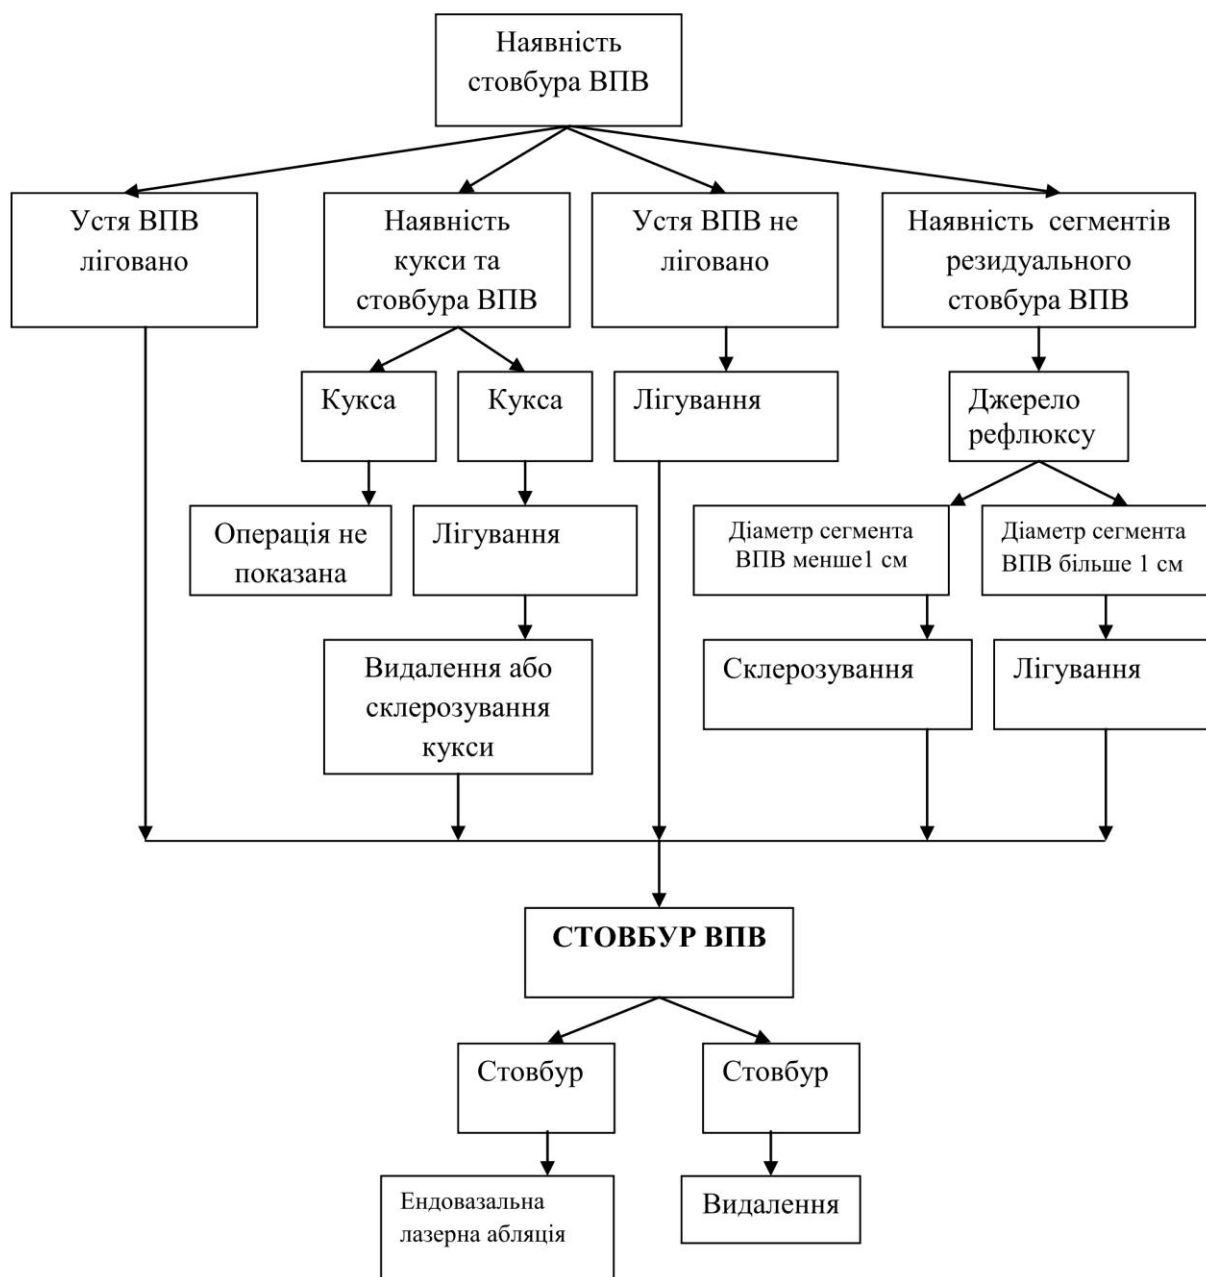 Наявність
стовбура ВПВ
Устя ВПВ
ліговано
Наявність
кукси та
стовбура ВПВ
Устя ВПВ не
ліговано
Наявність сегментів
резидуального
стовбура ВПВ
Кукса
Кукса
Лігування
Джерело
рефлюксу
Операція не
показана
Лігування
Діаметр сегмента
ВПВ менше1 см
Діаметр сегмента
ВПВ більше 1 см
Видалення або
склерозування
кукси
Склерозування
Лігування
СТОВБУР ВПВ
Стовбур
Стовбур
Ендовазальна
лазерна абляція
Видалення